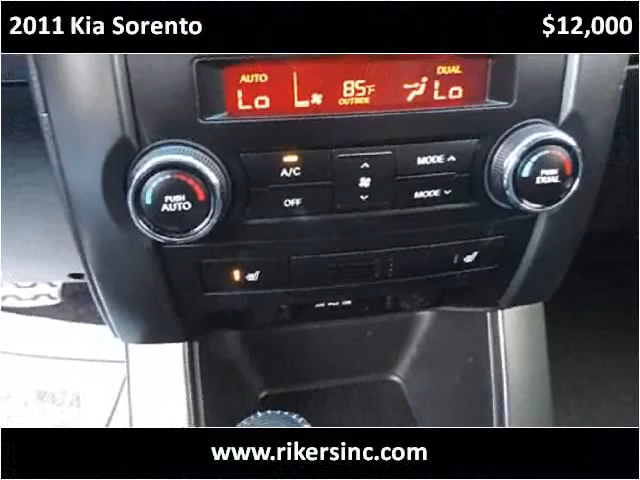 2011 Kia Sorento $12,000
AUTO DUAL
Lo 85°F Lo
OUTSIDE
A/C MODE
OFF MODE
PUSH
AUTO
PUSH
DUAL
www.rikersinc.com